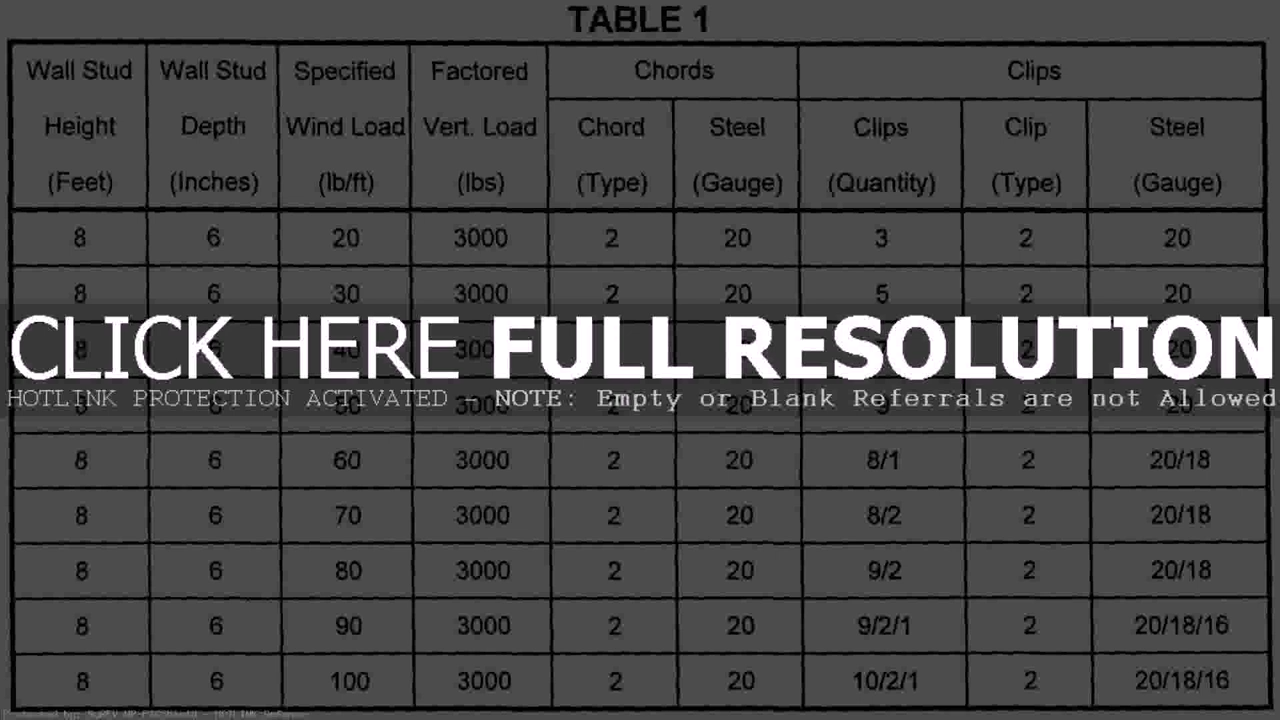 TABLE 1
Wall Stud Wall Stud Specified Factored Chords Clips
Height Depth Wind Load Vert. Load Chord Steel Clips Clip Steel
(Feet) (Inches) (lb/ft) (lbs) (Type) (Gauge) (Quantity) (Type) (Gauge)
8 6 20 3000 2 20 3 2 20
8 6 30 3000 2 20 5 2 20
CLICK HERE FULL RESOLUTION
HOTLINK PROTECTION ACTIVATED - NOTE: Empty or Blank Referrals are not Allowed
8 6 60 3000 2 20 8/1 2 20/18
8 6 70 3000 2 20 8/2 2 20/18
8 6 80 3000 2 20 9/2 2 20/18
8 6 90 3000 2 20 9/2/1 2 20/18/16
8 6 100 3000 2 20 10/2/1 2 20/18/16